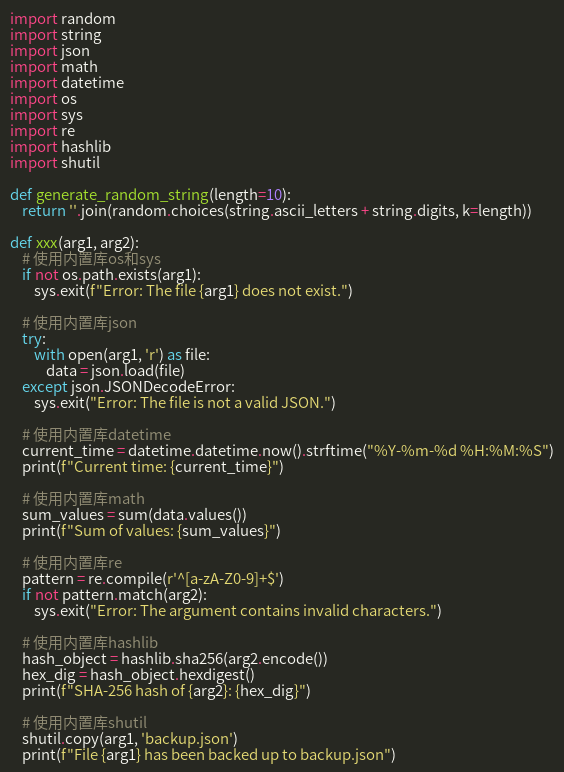 import random
import string
import json
import math
import datetime
import os
import sys
import re
import hashlib
import shutil

def generate_random_string(length=10):
    return ''.join(random.choices(string.ascii_letters + string.digits, k=length))

def xxx(arg1, arg2):
    # 使用内置库os和sys
    if not os.path.exists(arg1):
        sys.exit(f"Error: The file {arg1} does not exist.")

    # 使用内置库json
    try:
        with open(arg1, 'r') as file:
            data = json.load(file)
    except json.JSONDecodeError:
        sys.exit("Error: The file is not a valid JSON.")

    # 使用内置库datetime
    current_time = datetime.datetime.now().strftime("%Y-%m-%d %H:%M:%S")
    print(f"Current time: {current_time}")

    # 使用内置库math
    sum_values = sum(data.values())
    print(f"Sum of values: {sum_values}")

    # 使用内置库re
    pattern = re.compile(r'^[a-zA-Z0-9]+$')
    if not pattern.match(arg2):
        sys.exit("Error: The argument contains invalid characters.")

    # 使用内置库hashlib
    hash_object = hashlib.sha256(arg2.encode())
    hex_dig = hash_object.hexdigest()
    print(f"SHA-256 hash of {arg2}: {hex_dig}")

    # 使用内置库shutil
    shutil.copy(arg1, 'backup.json')
    print(f"File {arg1} has been backed up to backup.json")